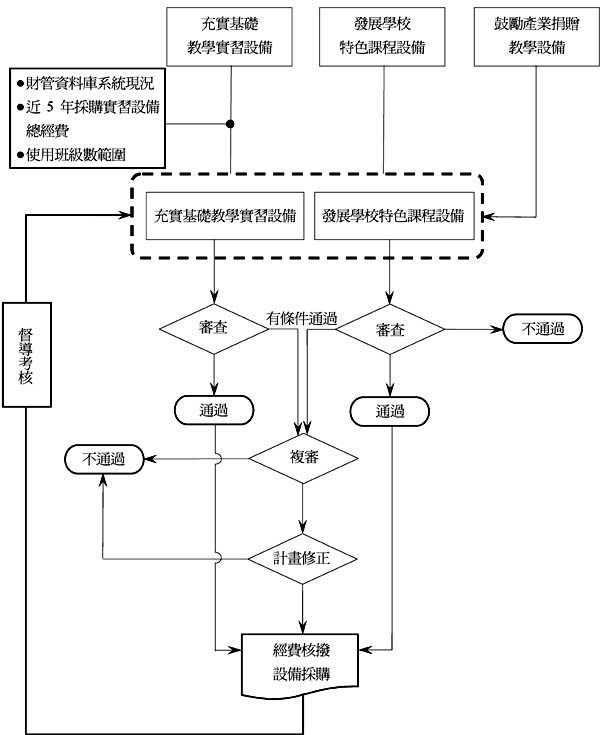 充實基礎
教學實習設備
發展學校
特色課程設備
鼓勵產業捐贈
教學設備
●財管資料庫系統現況
●近 5 年採購實習設備
總經費
●使用班級數範圍
充實基礎教學實習設備
發展學校特色課程設備
審查
有條件通過
審查
不通過
督導考核
通過
通過
不通過
複審
計畫修正
經費核撥
設備採購